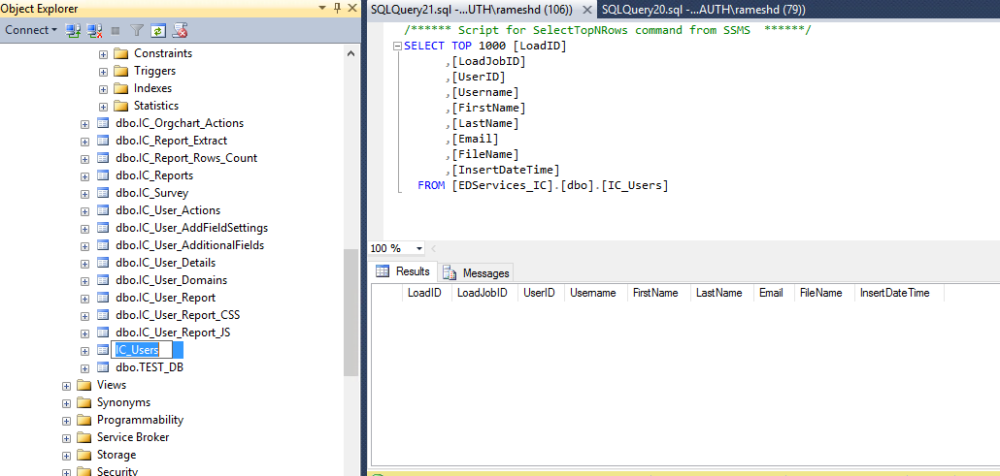 Object Explorer
Connect
Constraints
Triggers
Indexes
Statistics
dbo.IC_Orgchart_Actions
dbo.IC_Report_Extract
dbo.IC_Report_Rows_Count
dbo.IC_Reports
dbo.IC_Survey
dbo.IC_User_Actions
dbo.IC_User_AddFieldSettings
dbo.IC_User_AdditionalFields
dbo.IC_User_Details
dbo.IC_User_Domains
dbo.IC_User_Report
dbo.IC_User_Report_CSS
dbo.IC_User_Report_JS
IC_Users
dbo.TEST_DB
Views
Synonyms
Programmability
Service Broker
Storage
Security
SQLQuery21.sql -...UTH\rameshd (106)) SQLQuery20.sql -...AUTH\rameshd (79))
/****** Script for SelectTopNRows command from SSMS ******/
SELECT TOP 1000 [LoadID]
,[LoadJobID]
,[UserID]
,[Username]
,[FirstName]
,[LastName]
,[Email]
,[FileName]
,[InsertDateTime]
FROM [EDServices_IC].[dbo].[IC_Users]
100 %
Results Messages
LoadID LoadJobID UserID Username FirstName LastName Email FileName InsertDateTime